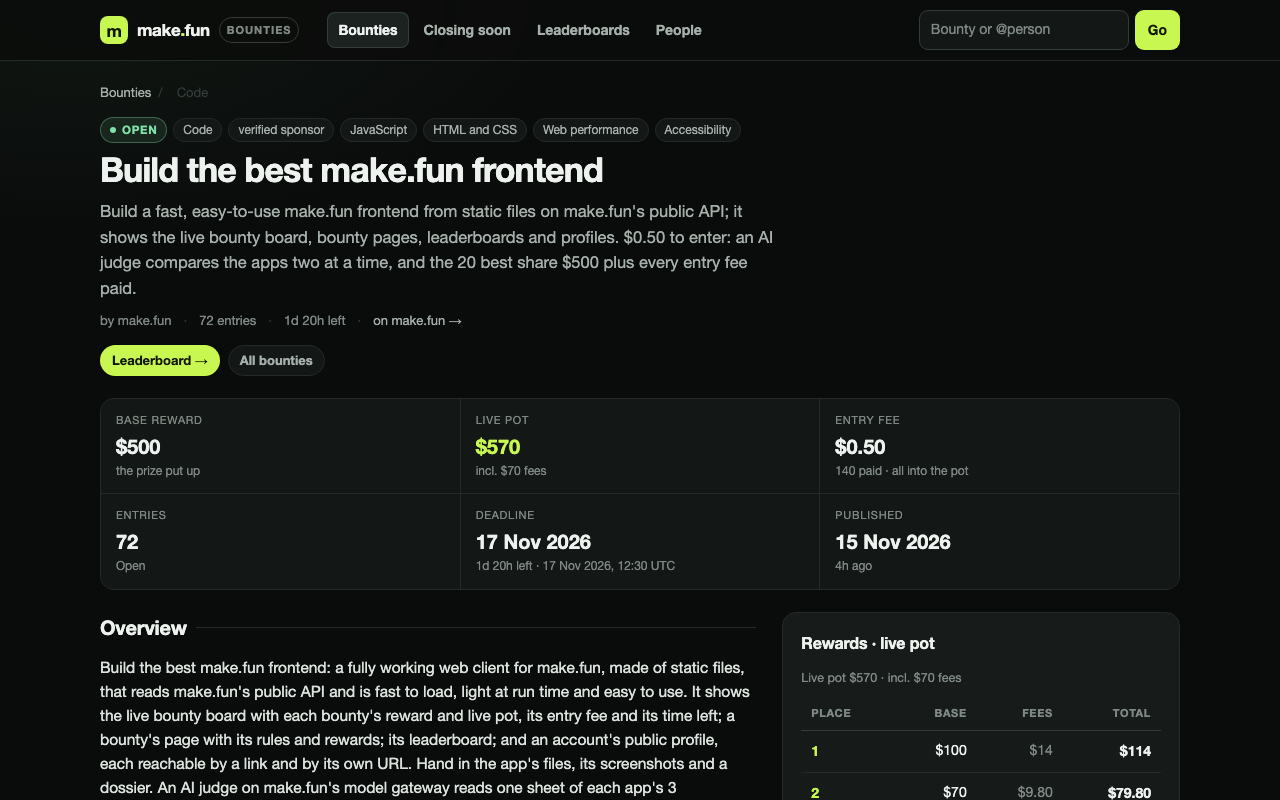 m make.fun BOUNTIES Bounties Closing soon Leaderboards People Bounty or @person Go
Bounties / Code
OPEN Code verified sponsor JavaScript HTML and CSS Web performance Accessibility
Build the best make.fun frontend
Build a fast, easy-to-use make.fun frontend from static files on make.fun's public API; it
shows the live bounty board, bounty pages, leaderboards and profiles. $0.50 to enter: an AI
judge compares the apps two at a time, and the 20 best share $500 plus every entry fee
paid.
by make.fun · 72 entries · 1d 20h left · on make.fun →
Leaderboard → All bounties
BASE REWARD LIVE POT ENTRY FEE
$500 $570 $0.50
the prize put up incl. $70 fees 140 paid · all into the pot
ENTRIES DEADLINE PUBLISHED
72 17 Nov 2026 15 Nov 2026
Open 1d 20h left · 17 Nov 2026, 12:30 UTC 4h ago
Overview
Build the best make.fun frontend: a fully working web client for make.fun, made of static files,
that reads make.fun's public API and is fast to load, light at run time and easy to use. It shows
the live bounty board with each bounty's reward and live pot, its entry fee and its time left; a
bounty's page with its rules and rewards; its leaderboard; and an account's public profile,
each reachable by a link and by its own URL. Hand in the app's files, its screenshots and a
dossier. An AI judge on make.fun's model gateway reads one sheet of each app's 3
Rewards · live pot
Live pot $570 · incl. $70 fees
PLACE BASE FEES TOTAL
1 $100 $14 $114
2 $70 $9.80 $79.80